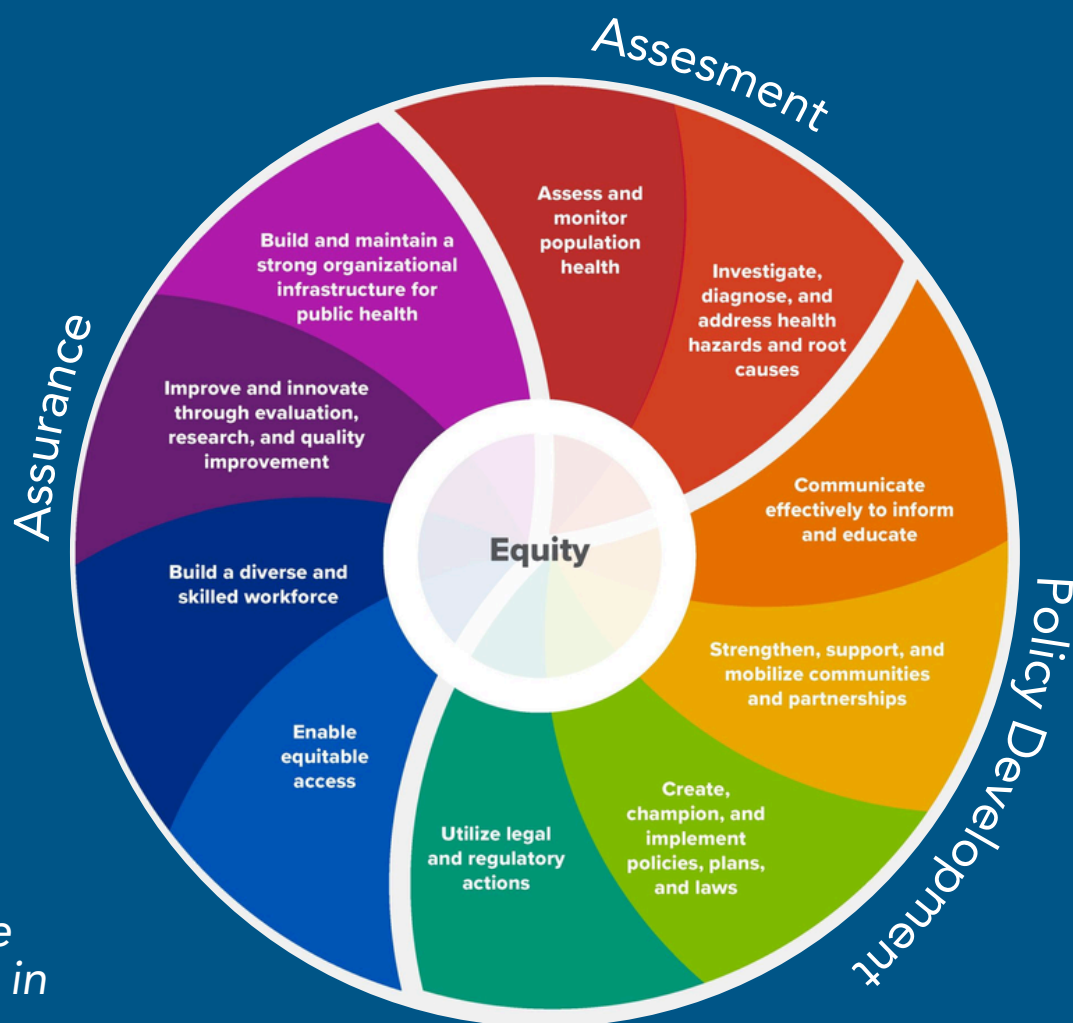 Assesment
Assess and
monitor
population
health
Investigate,
diagnose, and
address health
hazards and root
causes
Communicate
effectively to inform
and educate
Strengthen, support, and
mobilize communities
and partnerships
Policy Development
Create,
champion, and
implement
policies, plans,
and laws
Utilize legal
and regulatory
actions
Enable
equitable
access
Build a diverse and
skilled workforce
Improve and innovate
through evaluation,
research, and quality
improvement
Build and maintain a
strong organizational
infrastructure for
public health
Assurance
Equity
in